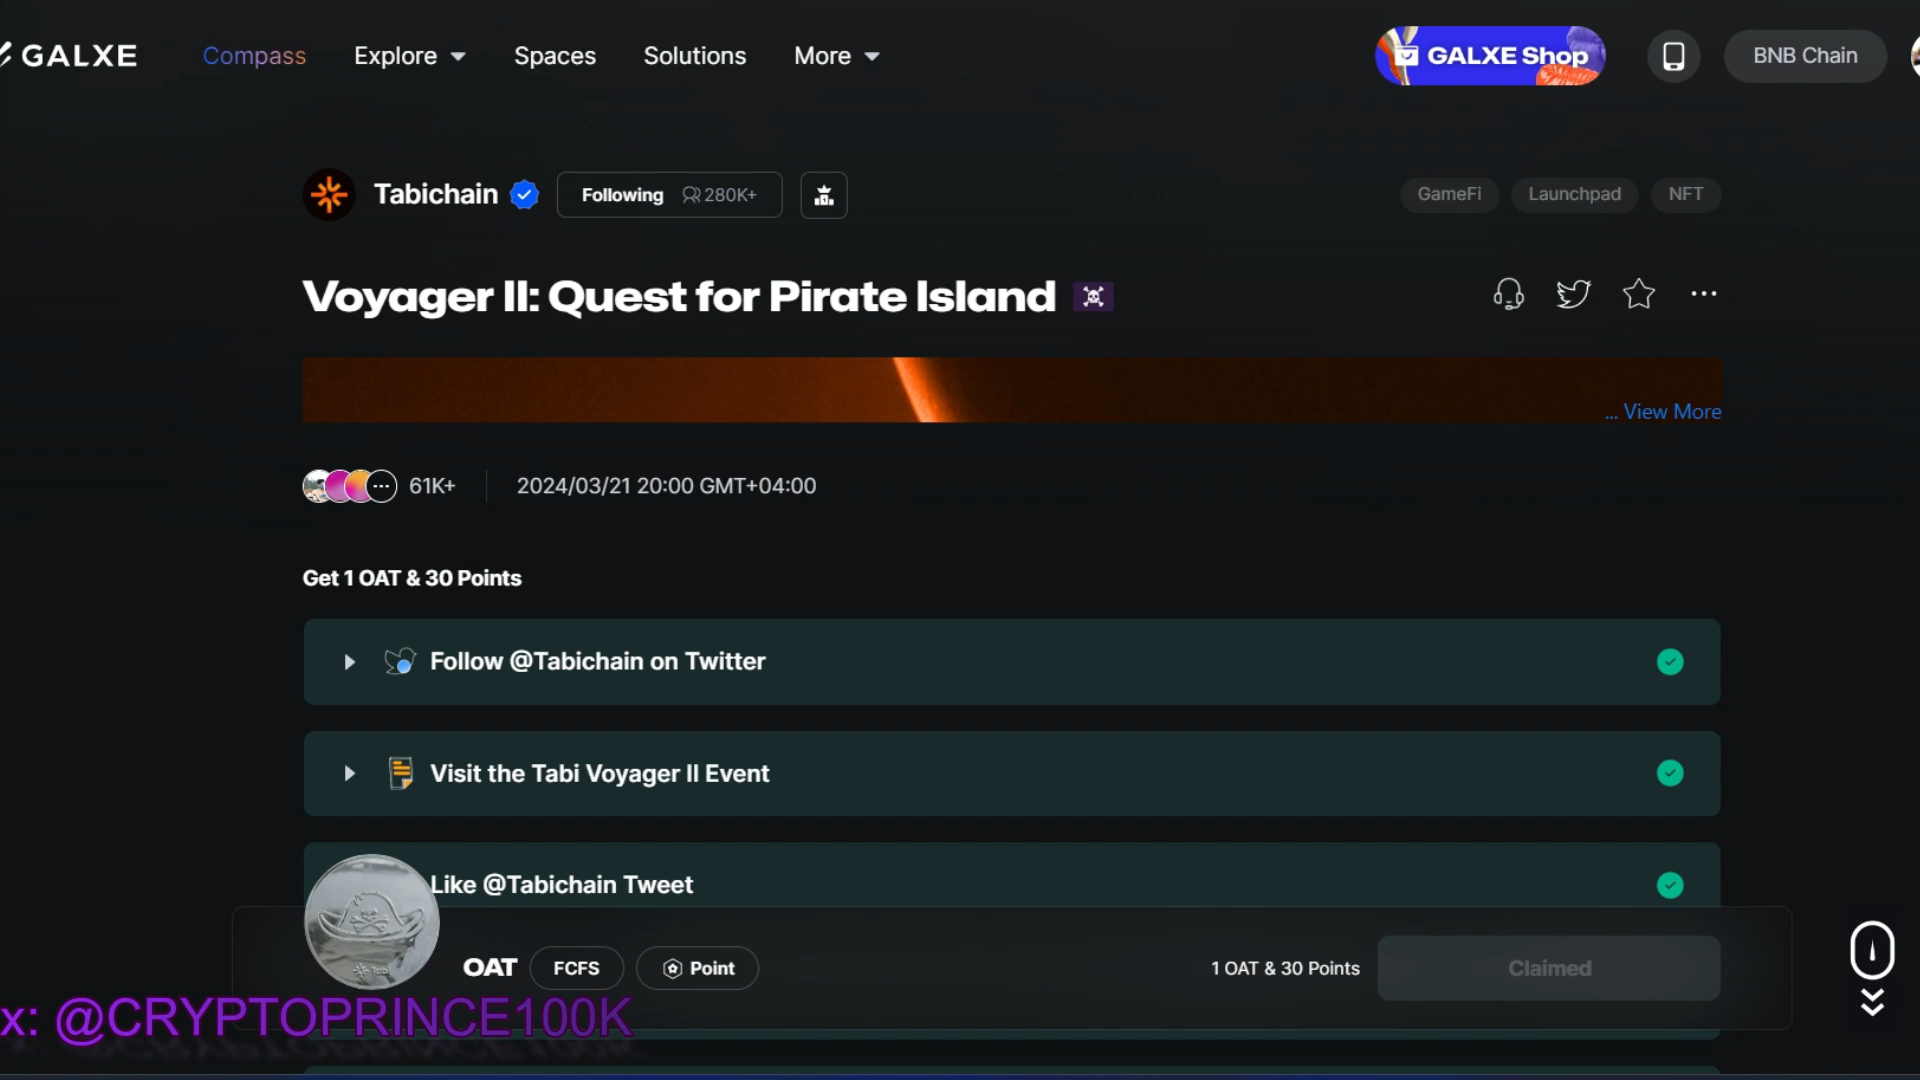 GALXE
Compass Explore Spaces Solutions More GALXE Shop BNB Chain
Tabichain Following 280K+ GameFi Launchpad NFT
Voyager II: Quest for Pirate Island
... View More
61K+ 2024/03/21 20:00 GMT+04:00
Get 1 OAT & 30 Points
Follow @Tabichain on Twitter
Visit the Tabi Voyager II Event
Like @Tabichain Tweet
OAT FCFS Point 1 OAT & 30 Points Claimed
Tabi
x: @CRYPTOPRINCE100K